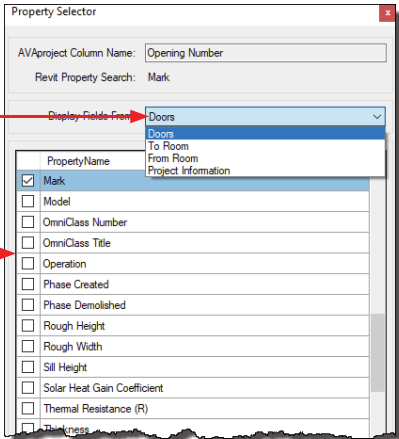 Property Selector
x
AVAproject Column Name: Opening Number
Revit Property Search: Mark
Display Fields From Doors
Doors
To Room
From Room
Project Information
PropertyName
Mark
Model
OmniClass Number
OmniClass Title
Operation
Phase Created
Phase Demolished
Rough Height
Rough Width
Sill Height
Solar Heat Gain Coefficient
Thermal Resistance (R)
Thickness